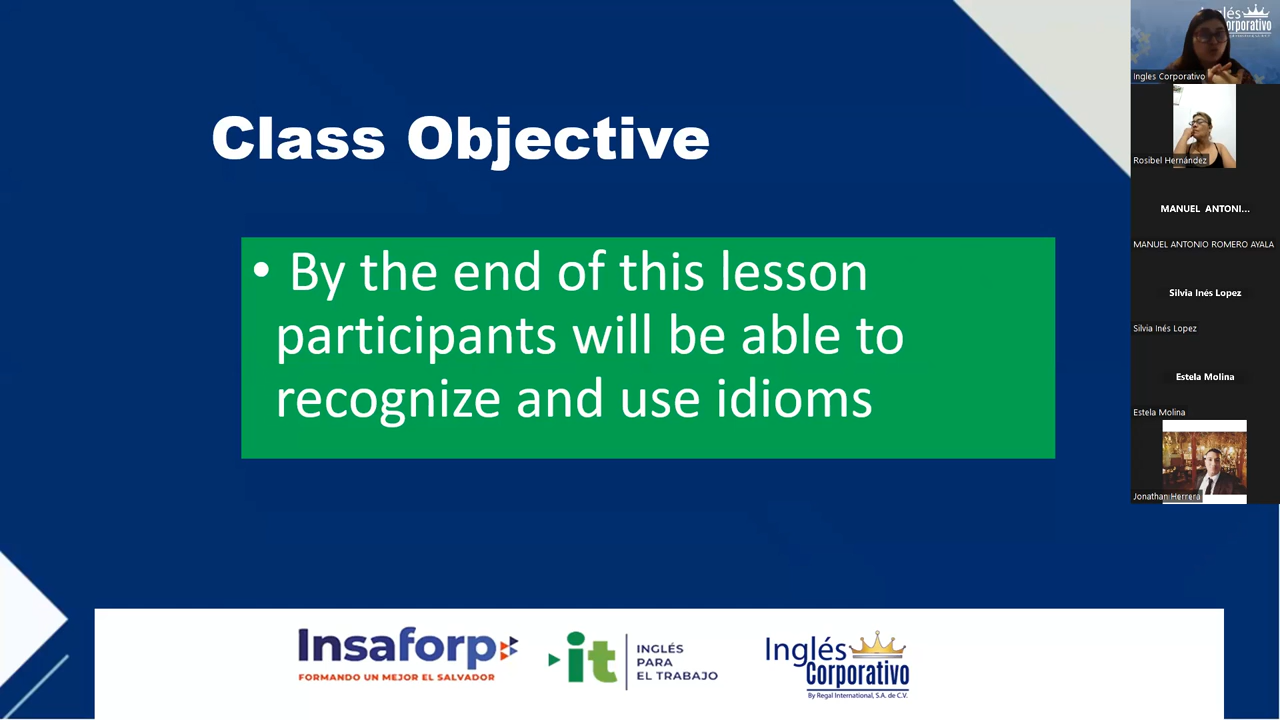 Class Objective
• By the end of this lesson
participants will be able to
recognize and use idioms
Insaforp
FORMANDO UN MEJOR EL SALVADOR
it
INGLÉS
PARA
EL TRABAJO
Inglés
Corporativo
By Regal International, S.A. de C.V.
Ingles Corporativo
Rosibel Hernández
MANUEL ANTONI...
MANUEL ANTONIO ROMERO AYALA
Silvia Inés Lopez
Silvia Inés Lopez
Estela Molina
Estela Molina
Jonathan Herrera